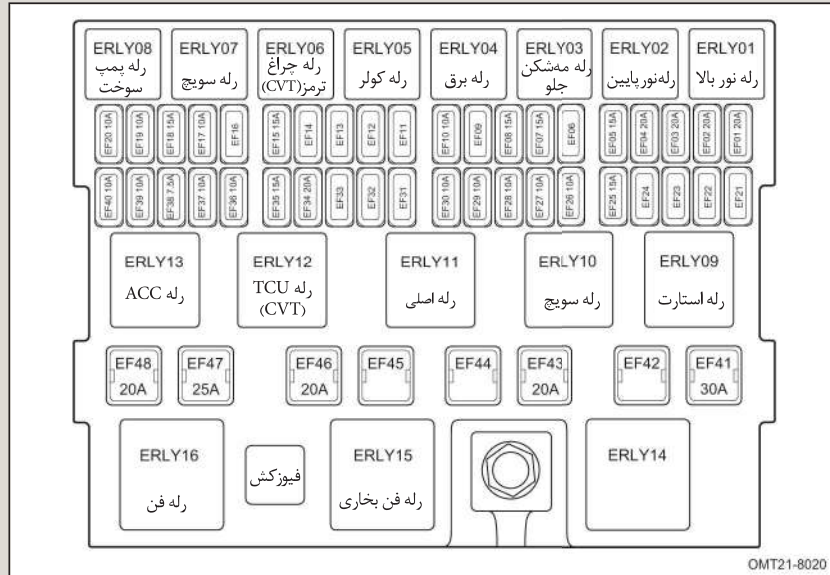 ERLY08
رله پمپ
سوخت
ERLY07
رله سویچ
ERLY06
رله چراغ
ترمز(CVT)
ERLY05
رله کولر
ERLY04
رله برق
ERLY03
رله مه‌شکن
جلو
ERLY02
رله‌نورپایین
ERLY01
رله نور بالا
EF20 10A
EF19 10A
EF18 15A
EF17 10A
EF16
EF15 15A
EF14
EF13
EF12
EF11
EF10 10A
EF09
EF08 15A
EF07 15A
EF06
EF05 15A
EF04 20A
EF03 20A
EF02 20A
EF01 20A
EF40 10A
EF39 10A
EF38 7.5A
EF37 10A
EF36 10A
EF35 15A
EF34 20A
EF33
EF32
EF31
EF30 10A
EF29 10A
EF28 10A
EF27 10A
EF26 10A
EF25 15A
EF24
EF23
EF22
EF21
ERLY13
رله ACC
ERLY12
رله TCU
(CVT)
ERLY11
رله اصلی
ERLY10
رله سویچ
ERLY09
رله استارت
EF48
20A
EF47
25A
EF46
20A
EF45
EF44
EF43
20A
EF42
EF41
30A
ERLY16
رله فن
فیوزکش
ERLY15
رله فن بخاری
ERLY14
OMT21-8020